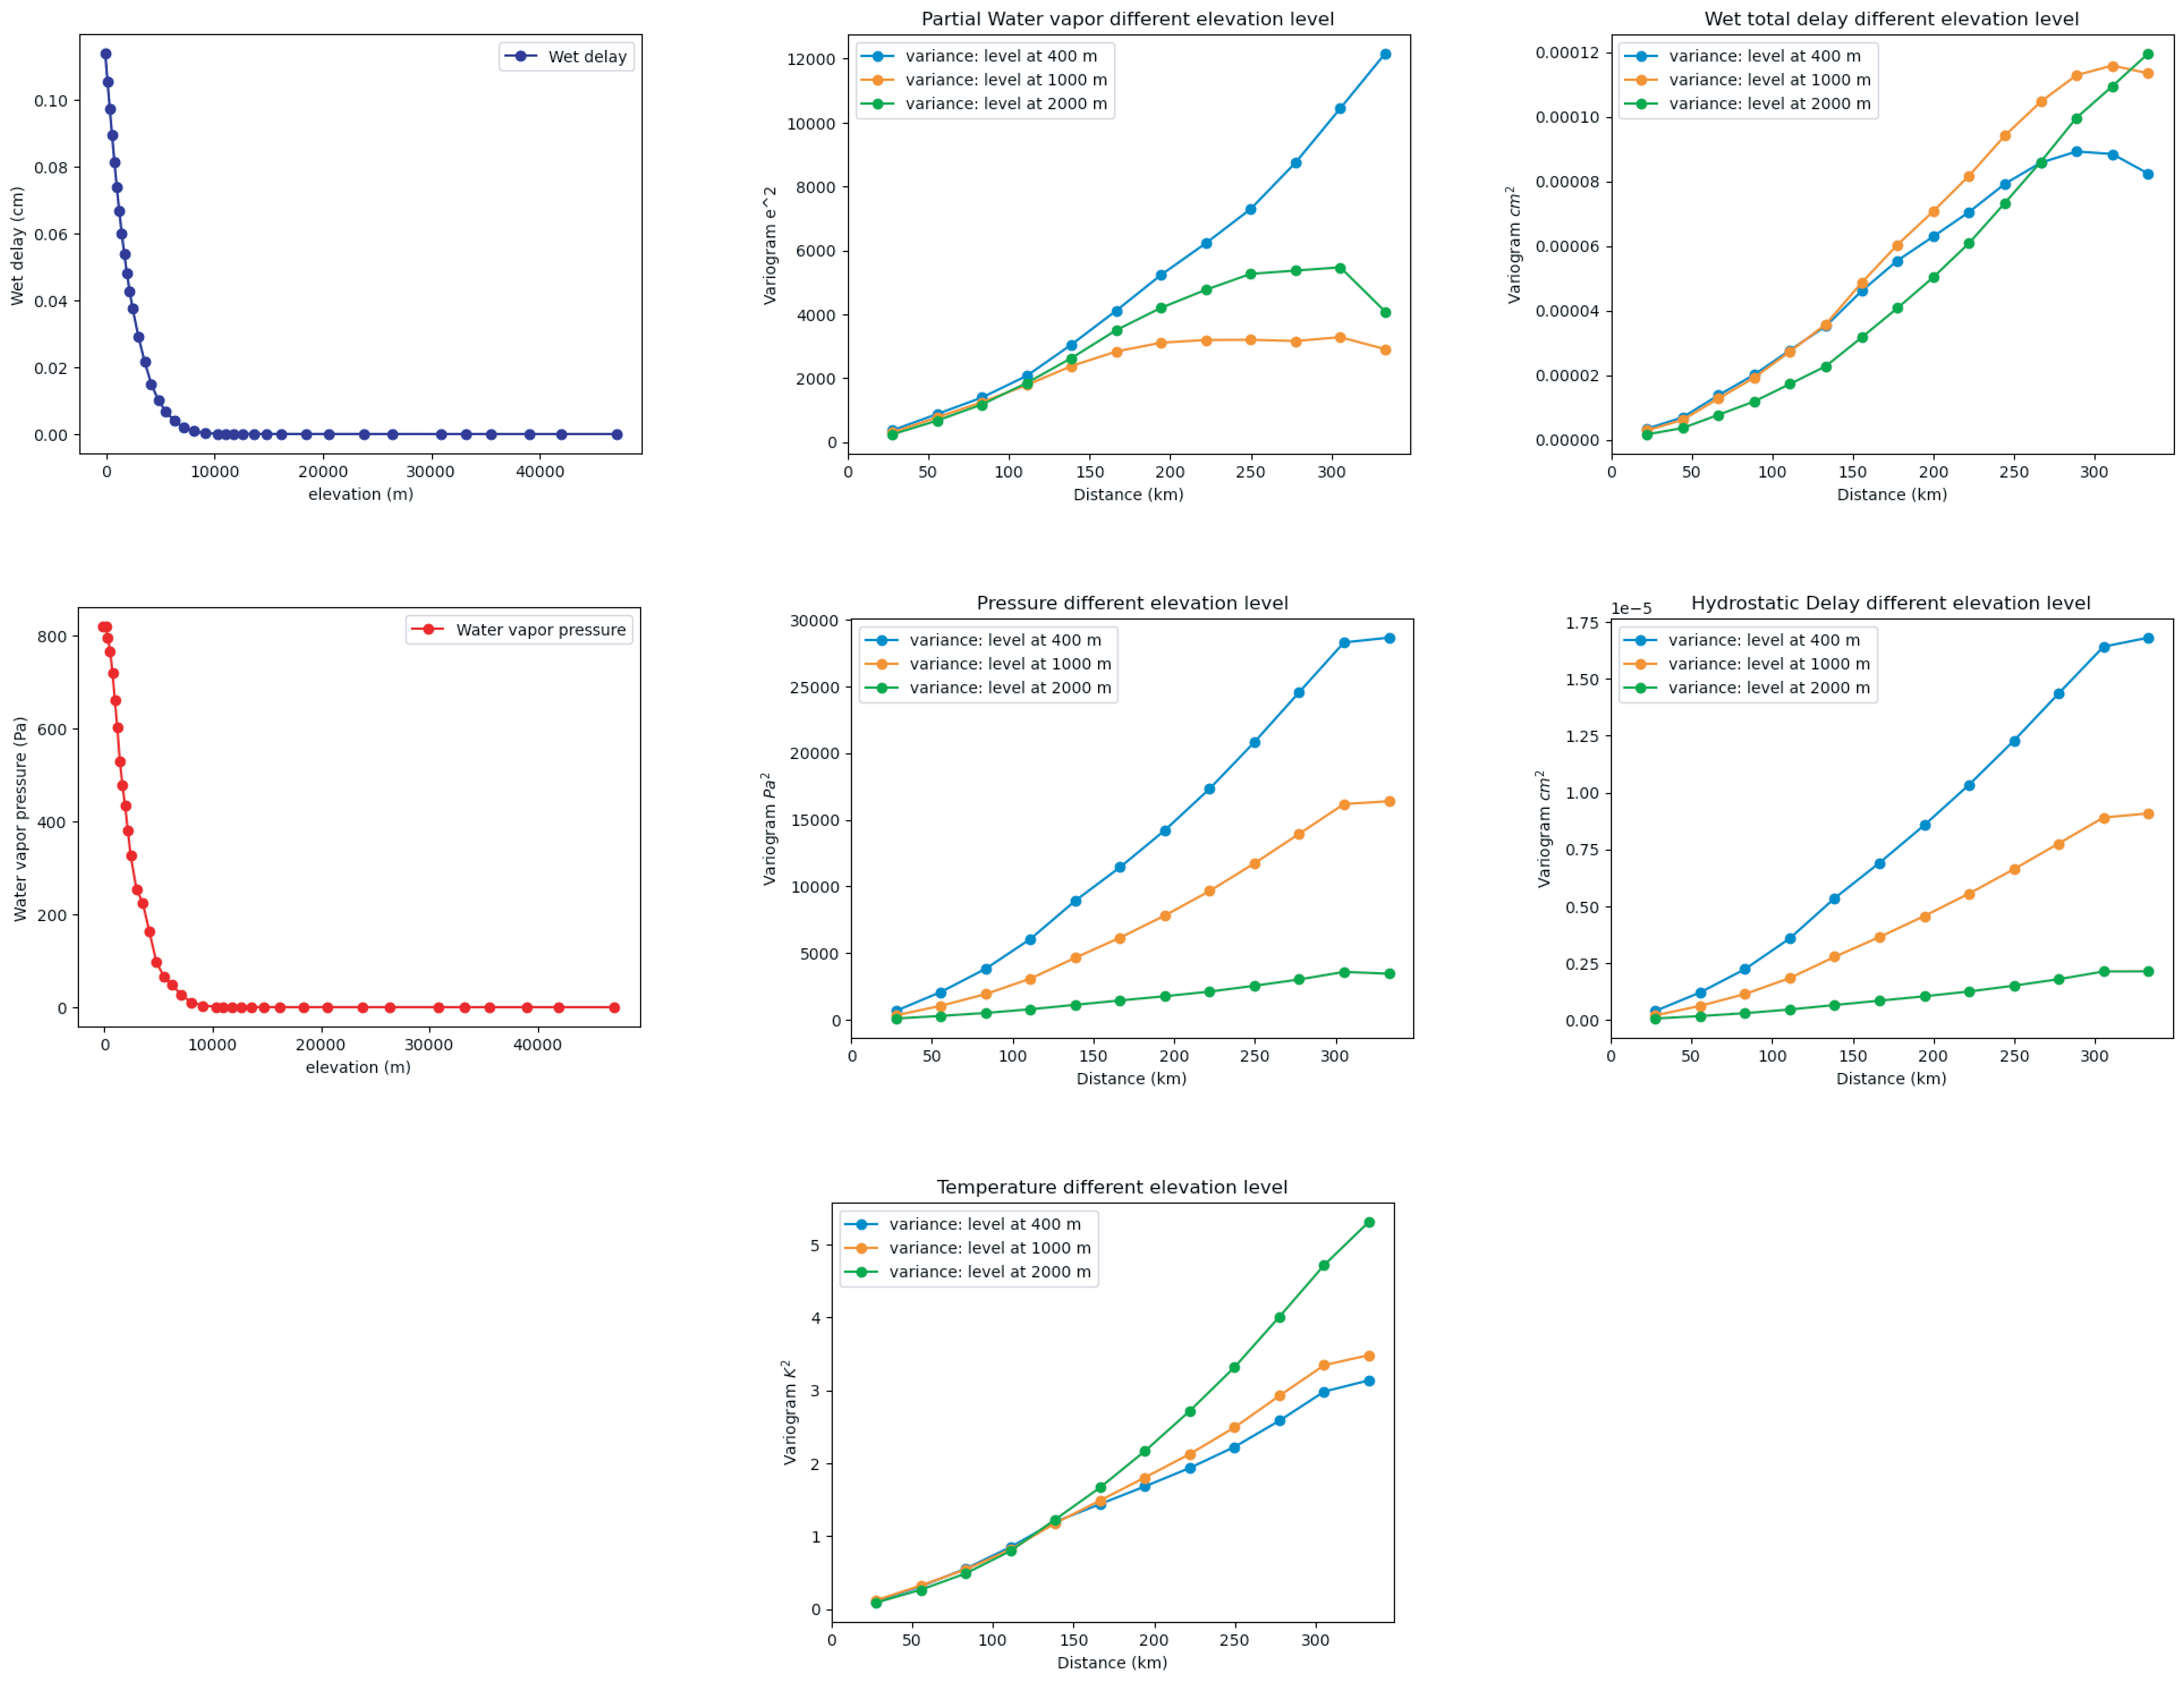 Wet delay
Wet delay (cm)
0.10
0.08
0.06
0.04
0.02
0.00
0 10000 20000 30000 40000
elevation (m)
Partial Water vapor different elevation level
variance: level at 400 m
variance: level at 1000 m
variance: level at 2000 m
Variogram e^2
12000
10000
8000
6000
4000
2000
0
0 50 100 150 200 250 300
Distance (km)
Wet total delay different elevation level
variance: level at 400 m
variance: level at 1000 m
variance: level at 2000 m
Variogram cm²
0.00012
0.00010
0.00008
0.00006
0.00004
0.00002
0.00000
0 50 100 150 200 250 300
Distance (km)
Water vapor pressure
Water vapor pressure (Pa)
800
600
400
200
0
0 10000 20000 30000 40000
elevation (m)
Pressure different elevation level
variance: level at 400 m
variance: level at 1000 m
variance: level at 2000 m
Variogram Pa²
30000
25000
20000
15000
10000
5000
0
0 50 100 150 200 250 300
Distance (km)
1e−5 Hydrostatic Delay different elevation level
variance: level at 400 m
variance: level at 1000 m
variance: level at 2000 m
Variogram cm²
1.75
1.50
1.25
1.00
0.75
0.50
0.25
0.00
0 50 100 150 200 250 300
Distance (km)
Temperature different elevation level
variance: level at 400 m
variance: level at 1000 m
variance: level at 2000 m
Variogram K²
5
4
3
2
1
0
0 50 100 150 200 250 300
Distance (km)